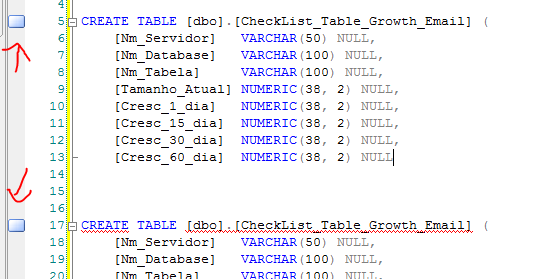 4
5 CREATE TABLE [dbo].[CheckList_Table_Growth_Email] (
6 [Nm_Servidor] VARCHAR(50) NULL,
7 [Nm_Database] VARCHAR(100) NULL,
8 [Nm_Tabela] VARCHAR(100) NULL,
9 [Tamanho_Atual] NUMERIC(38, 2) NULL,
10 [Cresc_1_dia] NUMERIC(38, 2) NULL,
11 [Cresc_15_dia] NUMERIC(38, 2) NULL,
12 [Cresc_30_dia] NUMERIC(38, 2) NULL,
13 [Cresc_60_dia] NUMERIC(38, 2) NULL
14
15
16
17 CREATE TABLE [dbo].[CheckList_Table_Growth_Email] (
18 [Nm_Servidor] VARCHAR(50) NULL,
19 [Nm_Database] VARCHAR(100) NULL,
20 [Nm_Tabela] VARCHAR(100) NULL,